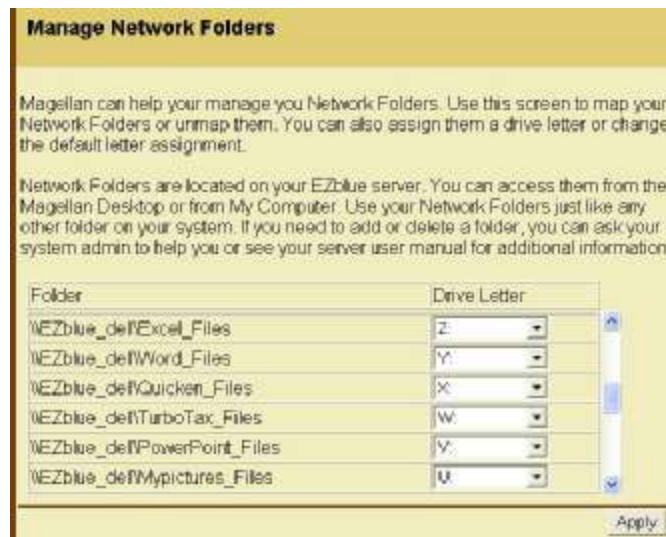 Manage Network Folders
Magellan can help your manage you Network Folders. Use this screen to map your
Network Folders or unmap them. You can also assign them a drive letter or change
the default letter assignment.
Network Folders are located on your EZblue server. You can access them from the
Magellan Desktop or from My Computer. Use your Network Folders just like any
other folder on your system. If you need to add or delete a folder, you can ask your
system admin to help you or see your server user manual for additional information
Folder Drive Letter
\\EZblue_dell\Excel_Files Z:
\\EZblue_dell\Word_Files Y:
\\EZblue_dell\Quicken_Files X:
\\EZblue_dell\TurboTax_Files W:
\\EZblue_dell\PowerPoint_Files V:
\\EZblue_dell\Mypictures_Files U:
Apply